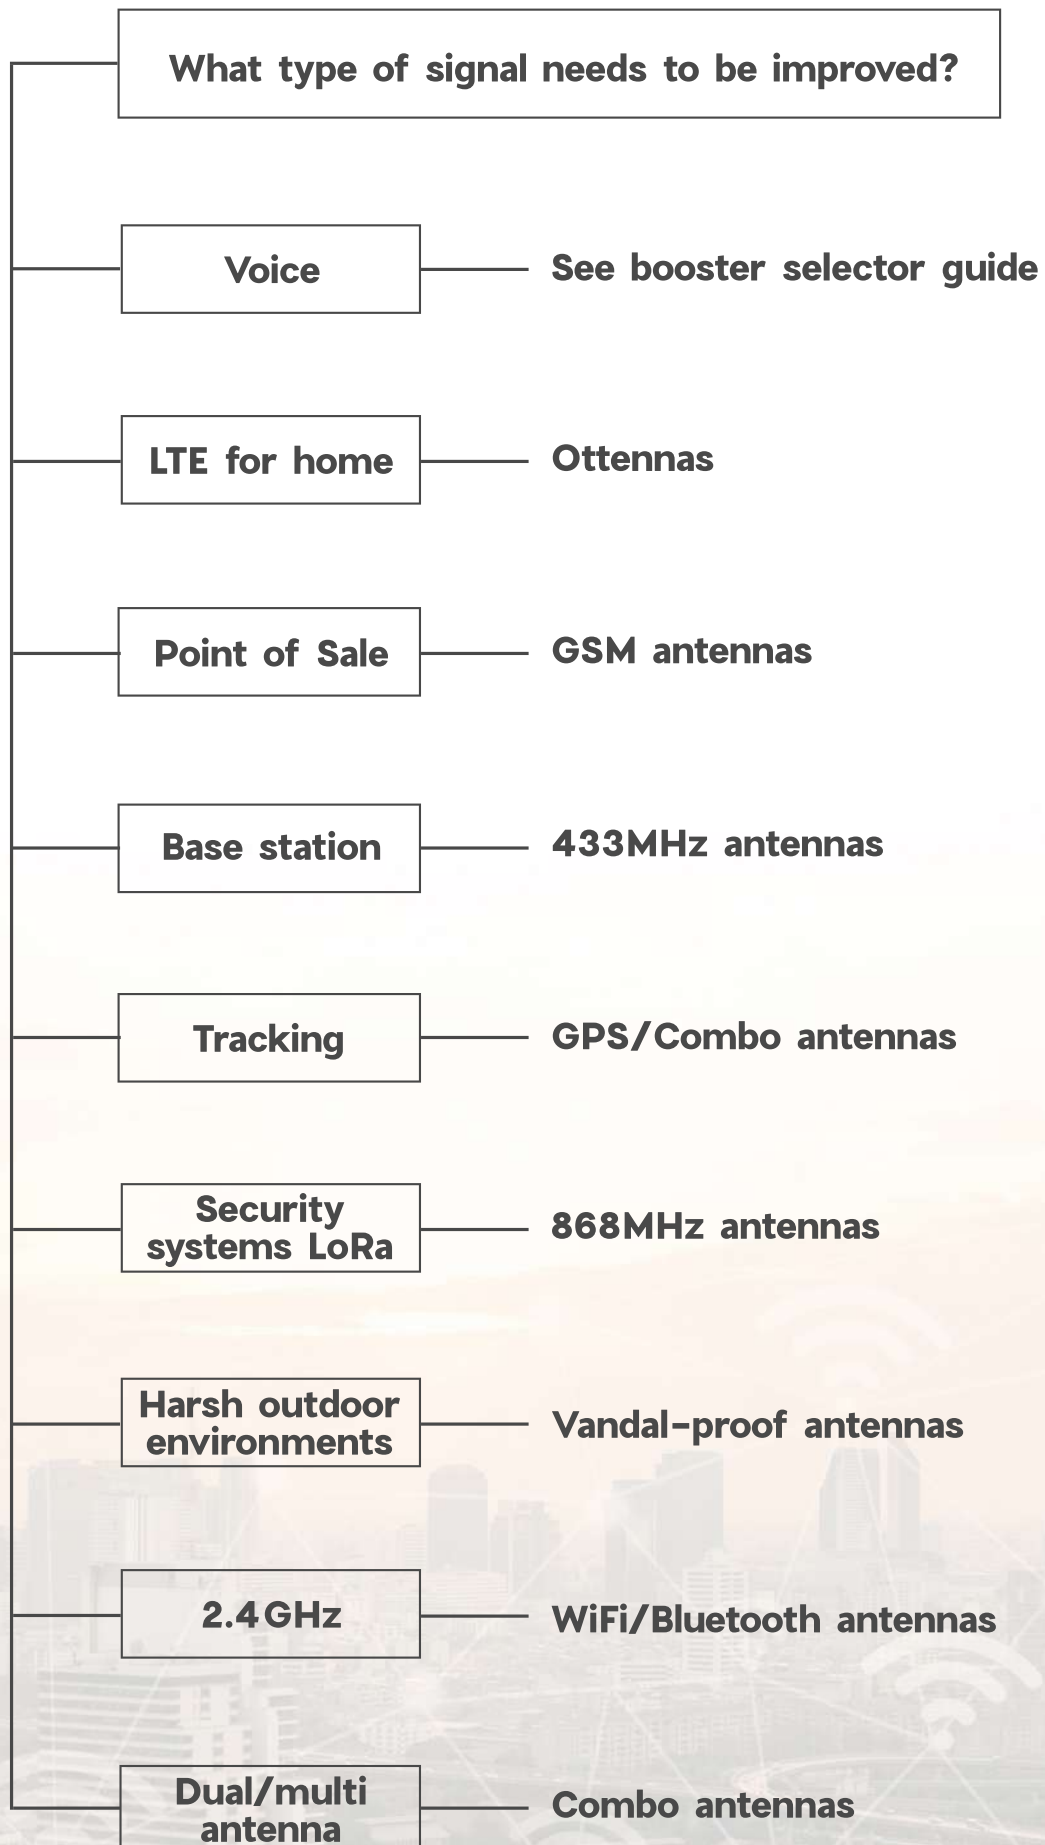 What type of signal needs to be improved?
Voice
See booster selector guide
LTE for home
Ottennas
Point of Sale
GSM antennas
Base station
433MHz antennas
Tracking
GPS/Combo antennas
Security
systems LoRa
868MHz antennas
Harsh outdoor
environments
Vandal-proof antennas
2.4GHz
WiFi/Bluetooth antennas
Dual/multi
antenna
Combo antennas